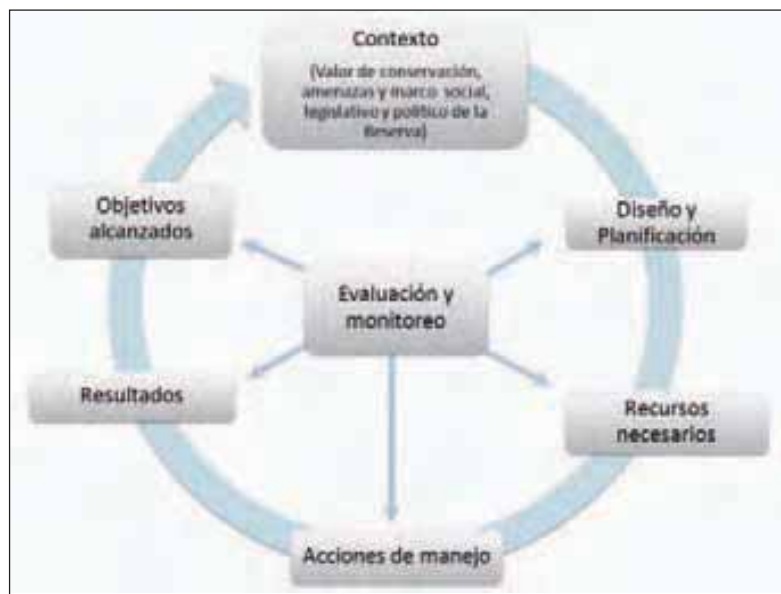 Contexto
(Valor de conservación,
amenazas y marco social,
legislativo y político de la
Reserva)
Objetivos
alcanzados
Diseño y
Planificación
Evaluación y
monitoreo
Resultados
Recursos
necesarios
Acciones de manejo